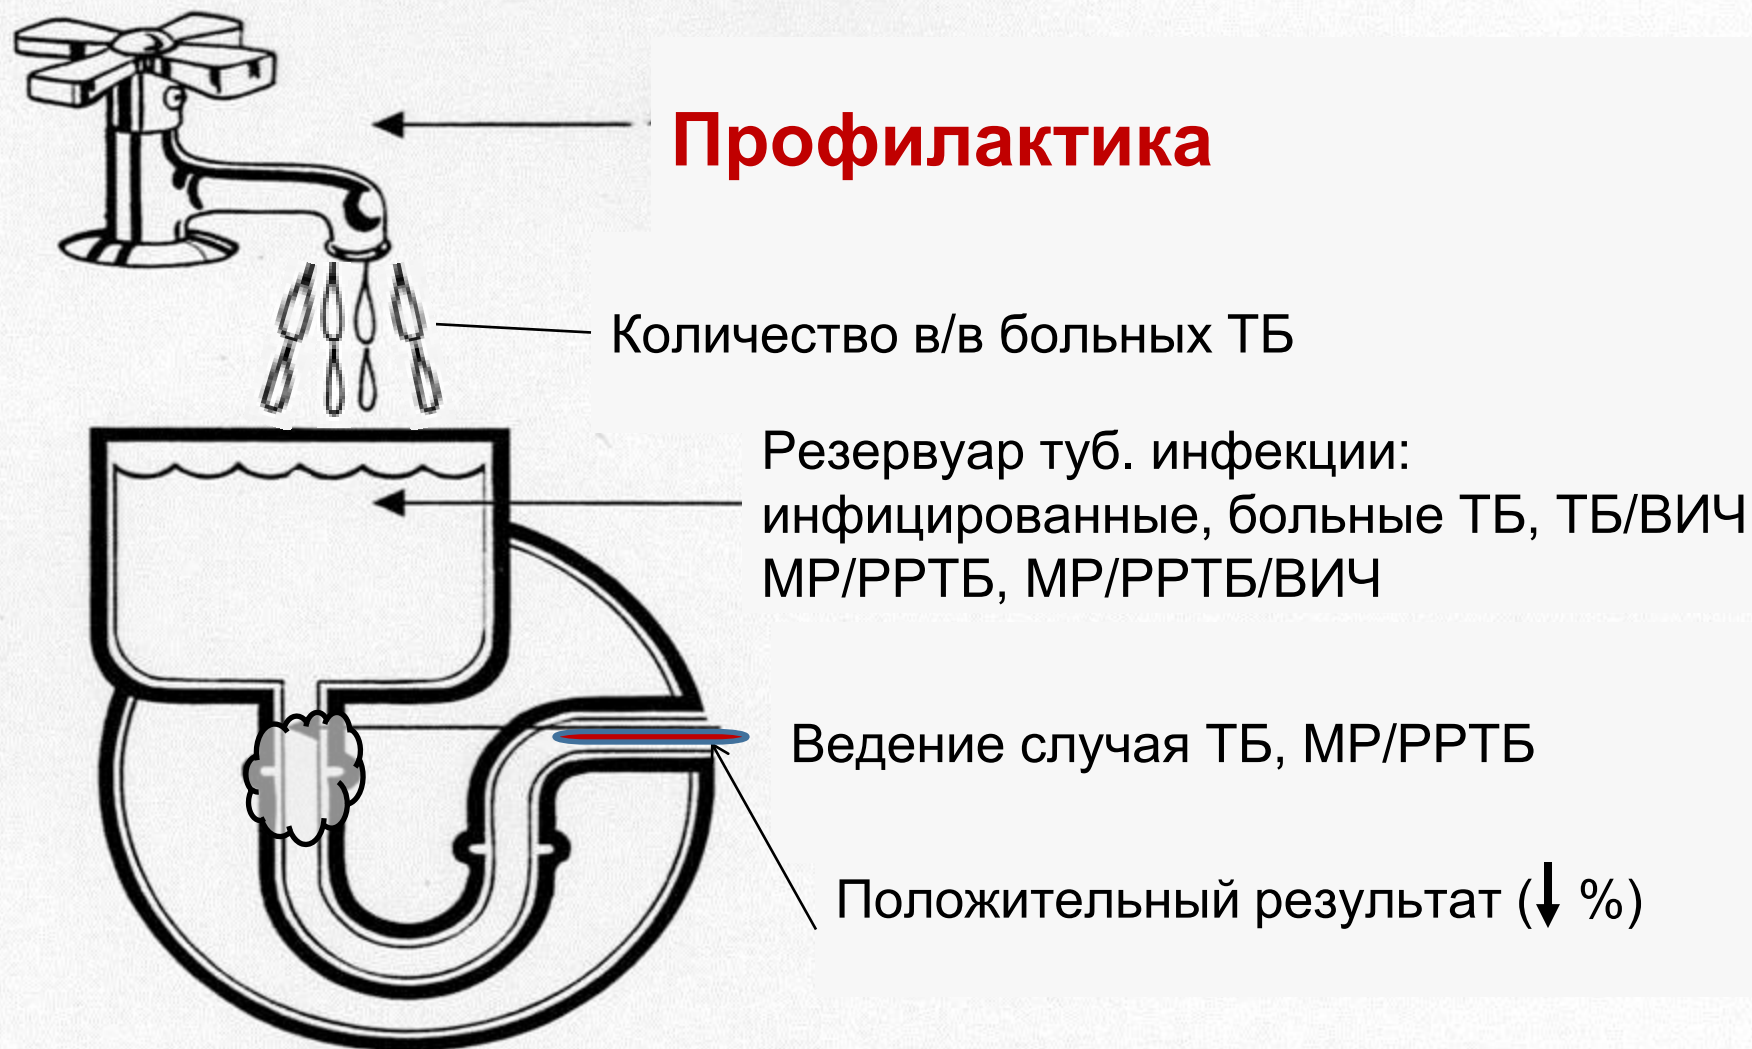 Профилактика
Количество в/в больных ТБ
Резервуар туб. инфекции:
инфицированные, больные ТБ, ТБ/ВИЧ
МР/РРТБ, МР/РРТБ/ВИЧ
Ведение случая ТБ, МР/РРТБ
Положительный результат (↓ %)